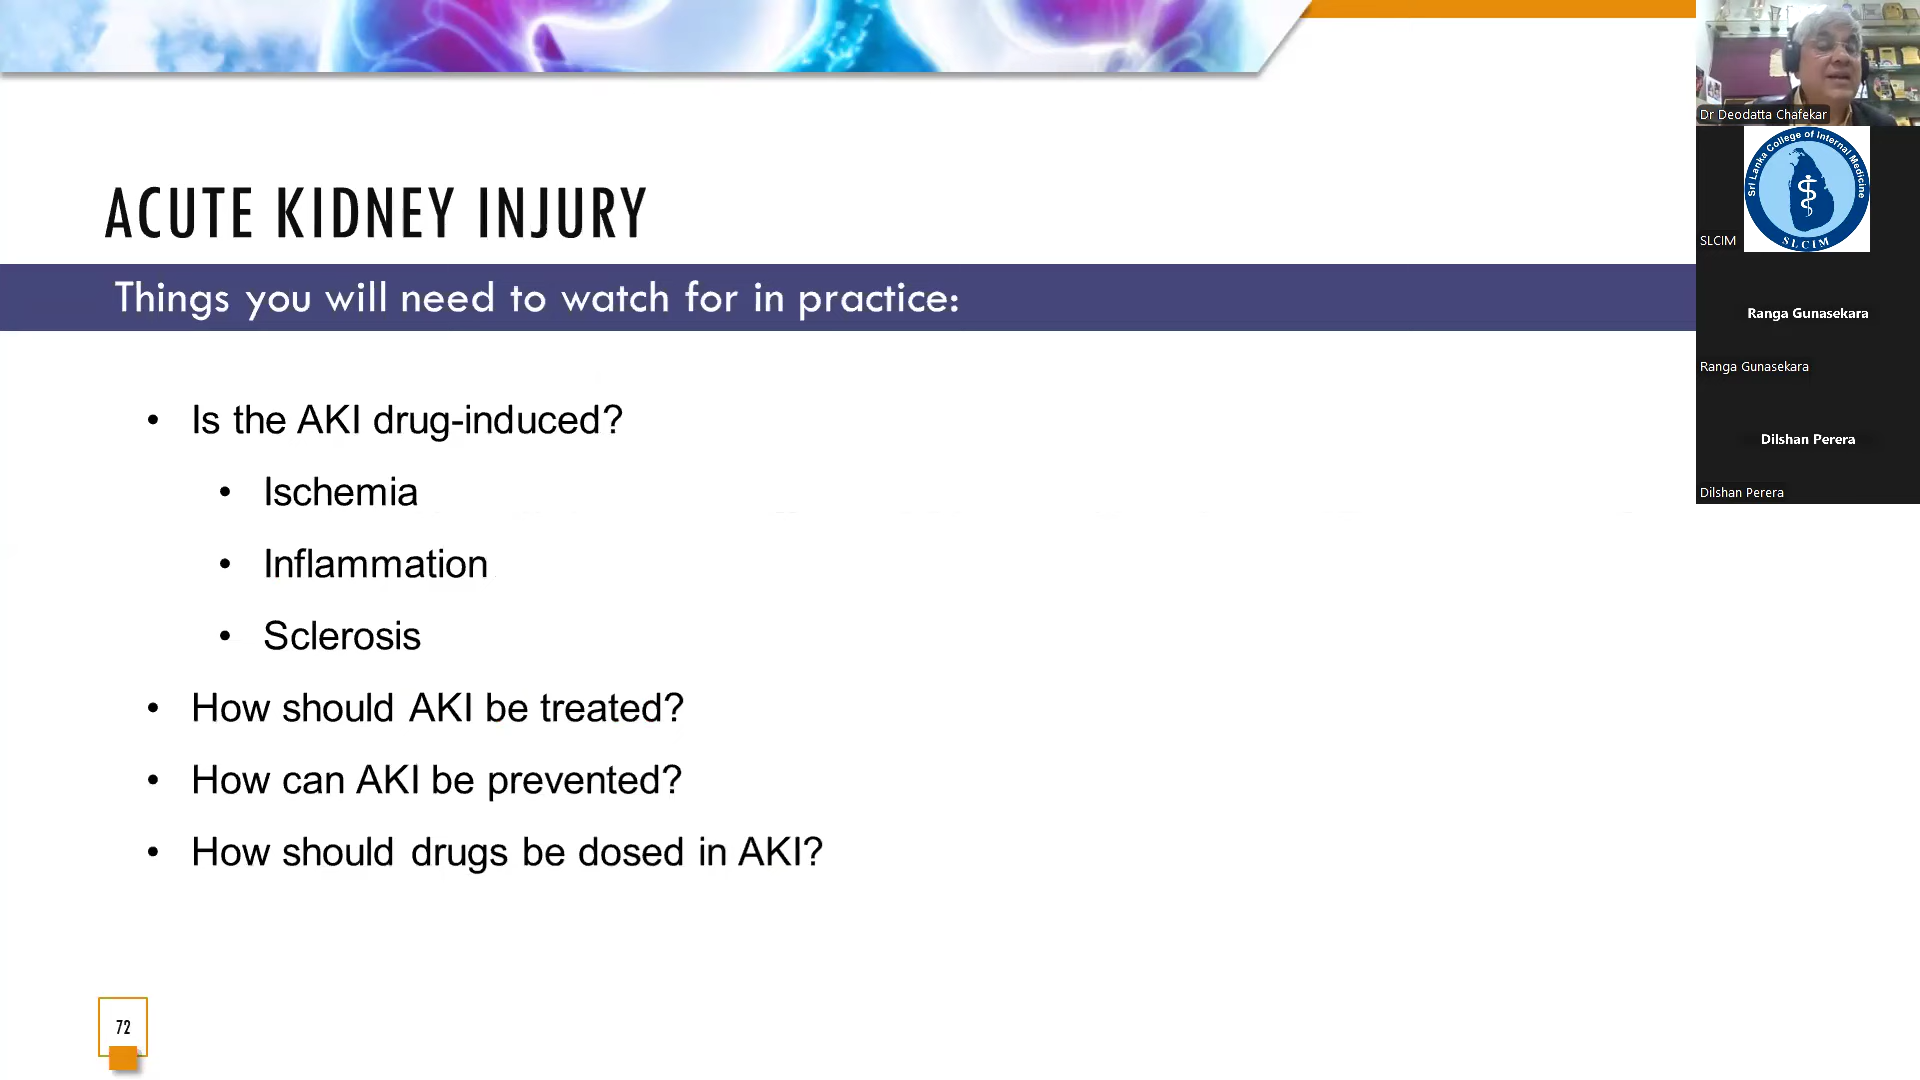 ACUTE KIDNEY INJURY
Things you will need to watch for in practice:
• Is the AKI drug-induced?
• Ischemia
• Inflammation
• Sclerosis
• How should AKI be treated?
• How can AKI be prevented?
• How should drugs be dosed in AKI?
72
Dr Deodatta Chafekar
Sri Lanka College of Internal Medicine
SLCIM
SLCIM
Ranga Gunasekara
Ranga Gunasekara
Dilshan Perera
Dilshan Perera